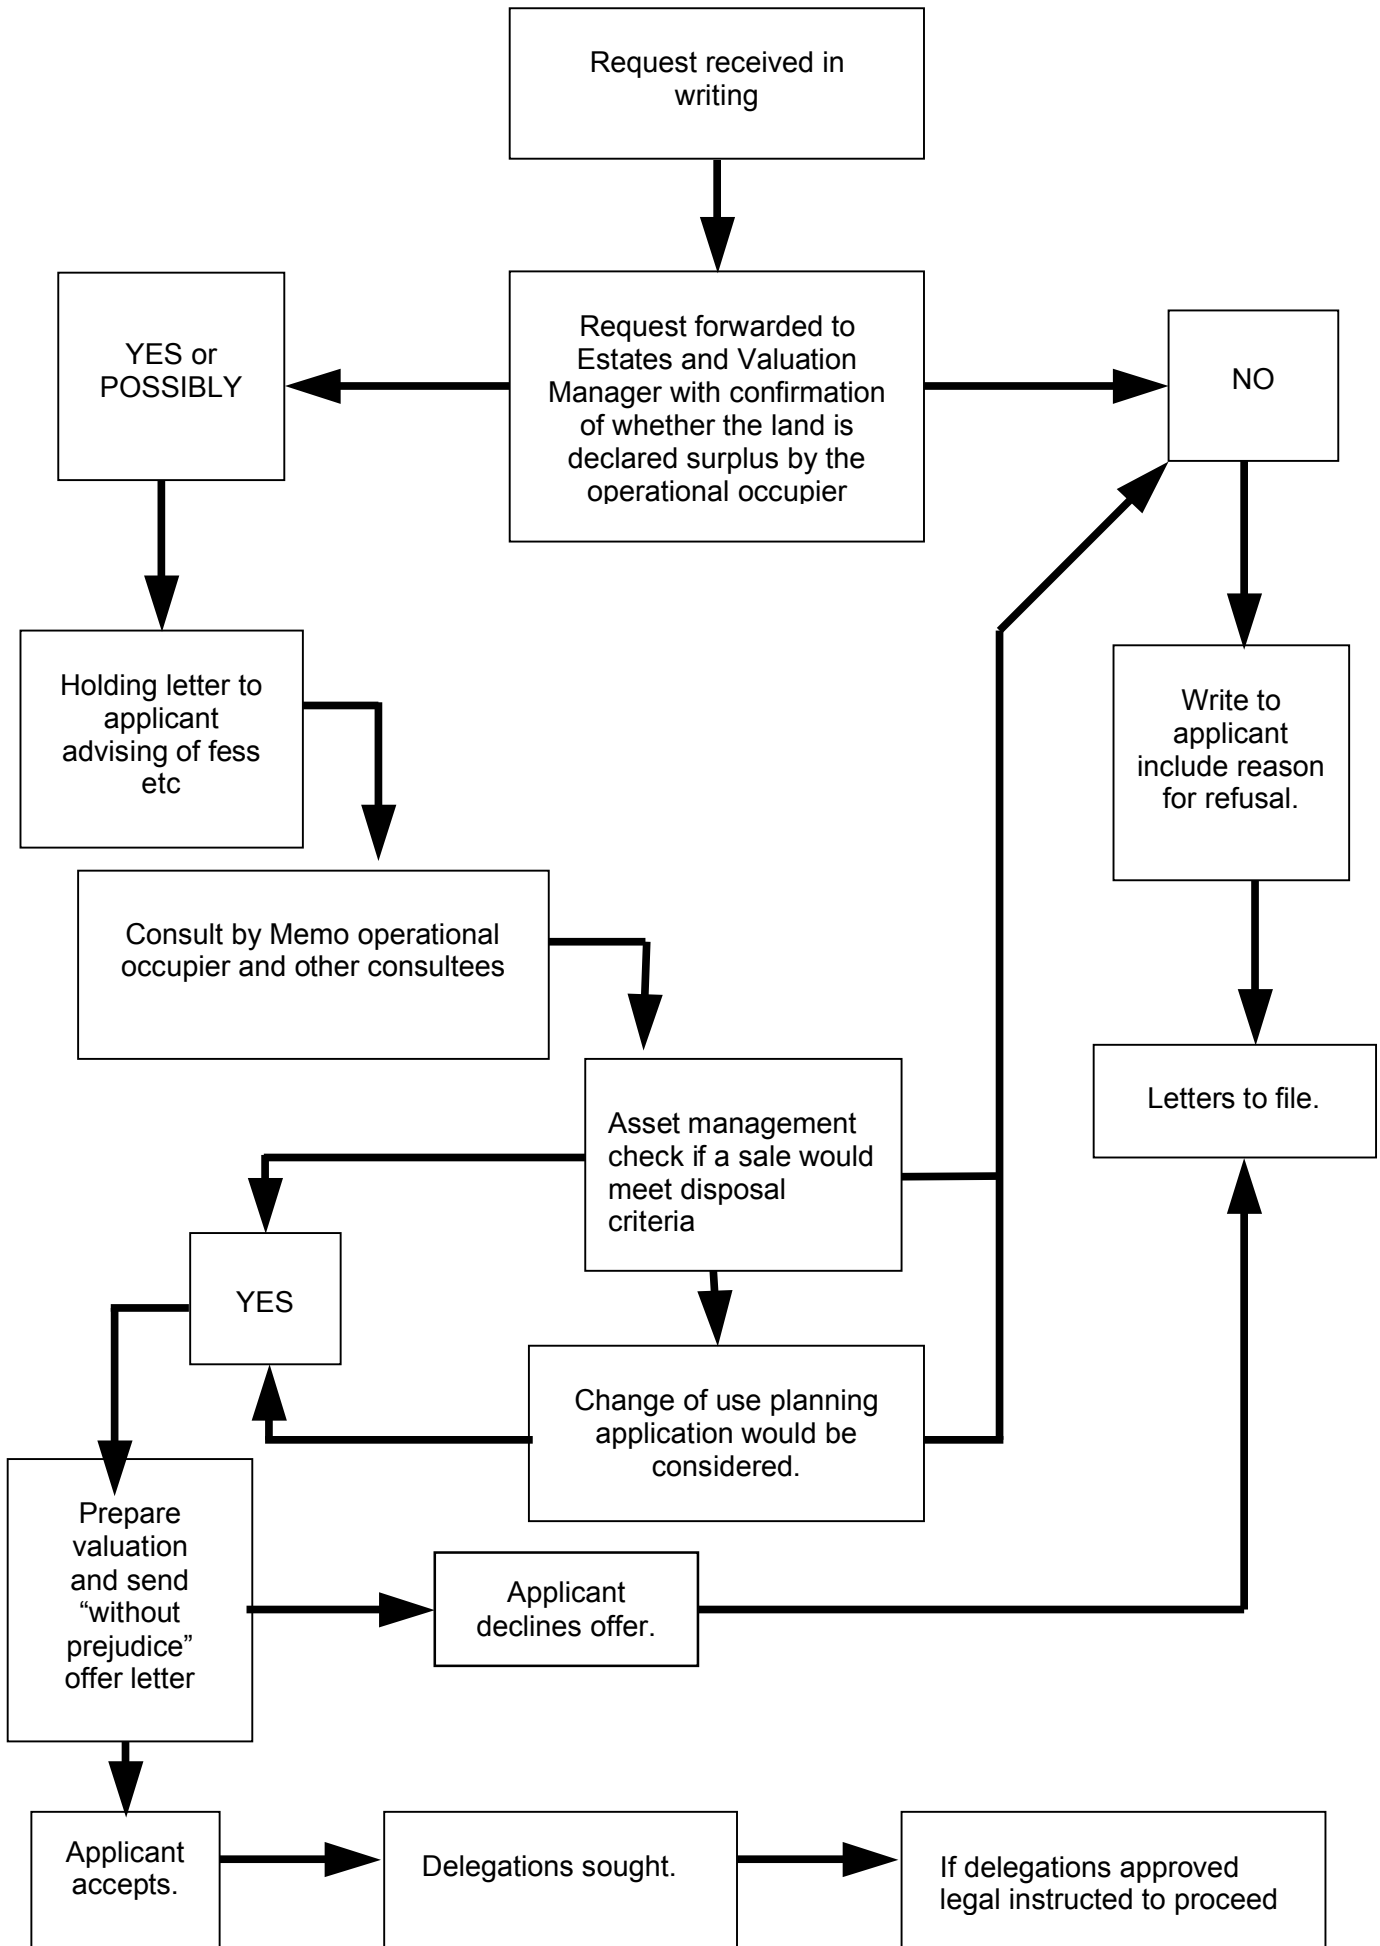 Request received in
writing
YES or
POSSIBLY
Request forwarded to
Estates and Valuation
Manager with confirmation
of whether the land is
declared surplus by the
operational occupier
NO
Holding letter to
applicant
advising of fess
etc
Write to
applicant
include reason
for refusal.
Consult by Memo operational
occupier and other consultees
Asset management
check if a sale would
meet disposal
criteria
Letters to file.
YES
Change of use planning
application would be
considered.
Prepare
valuation
and send
“without
prejudice”
offer letter
Applicant
declines offer.
Applicant
accepts.
Delegations sought.
If delegations approved
legal instructed to proceed